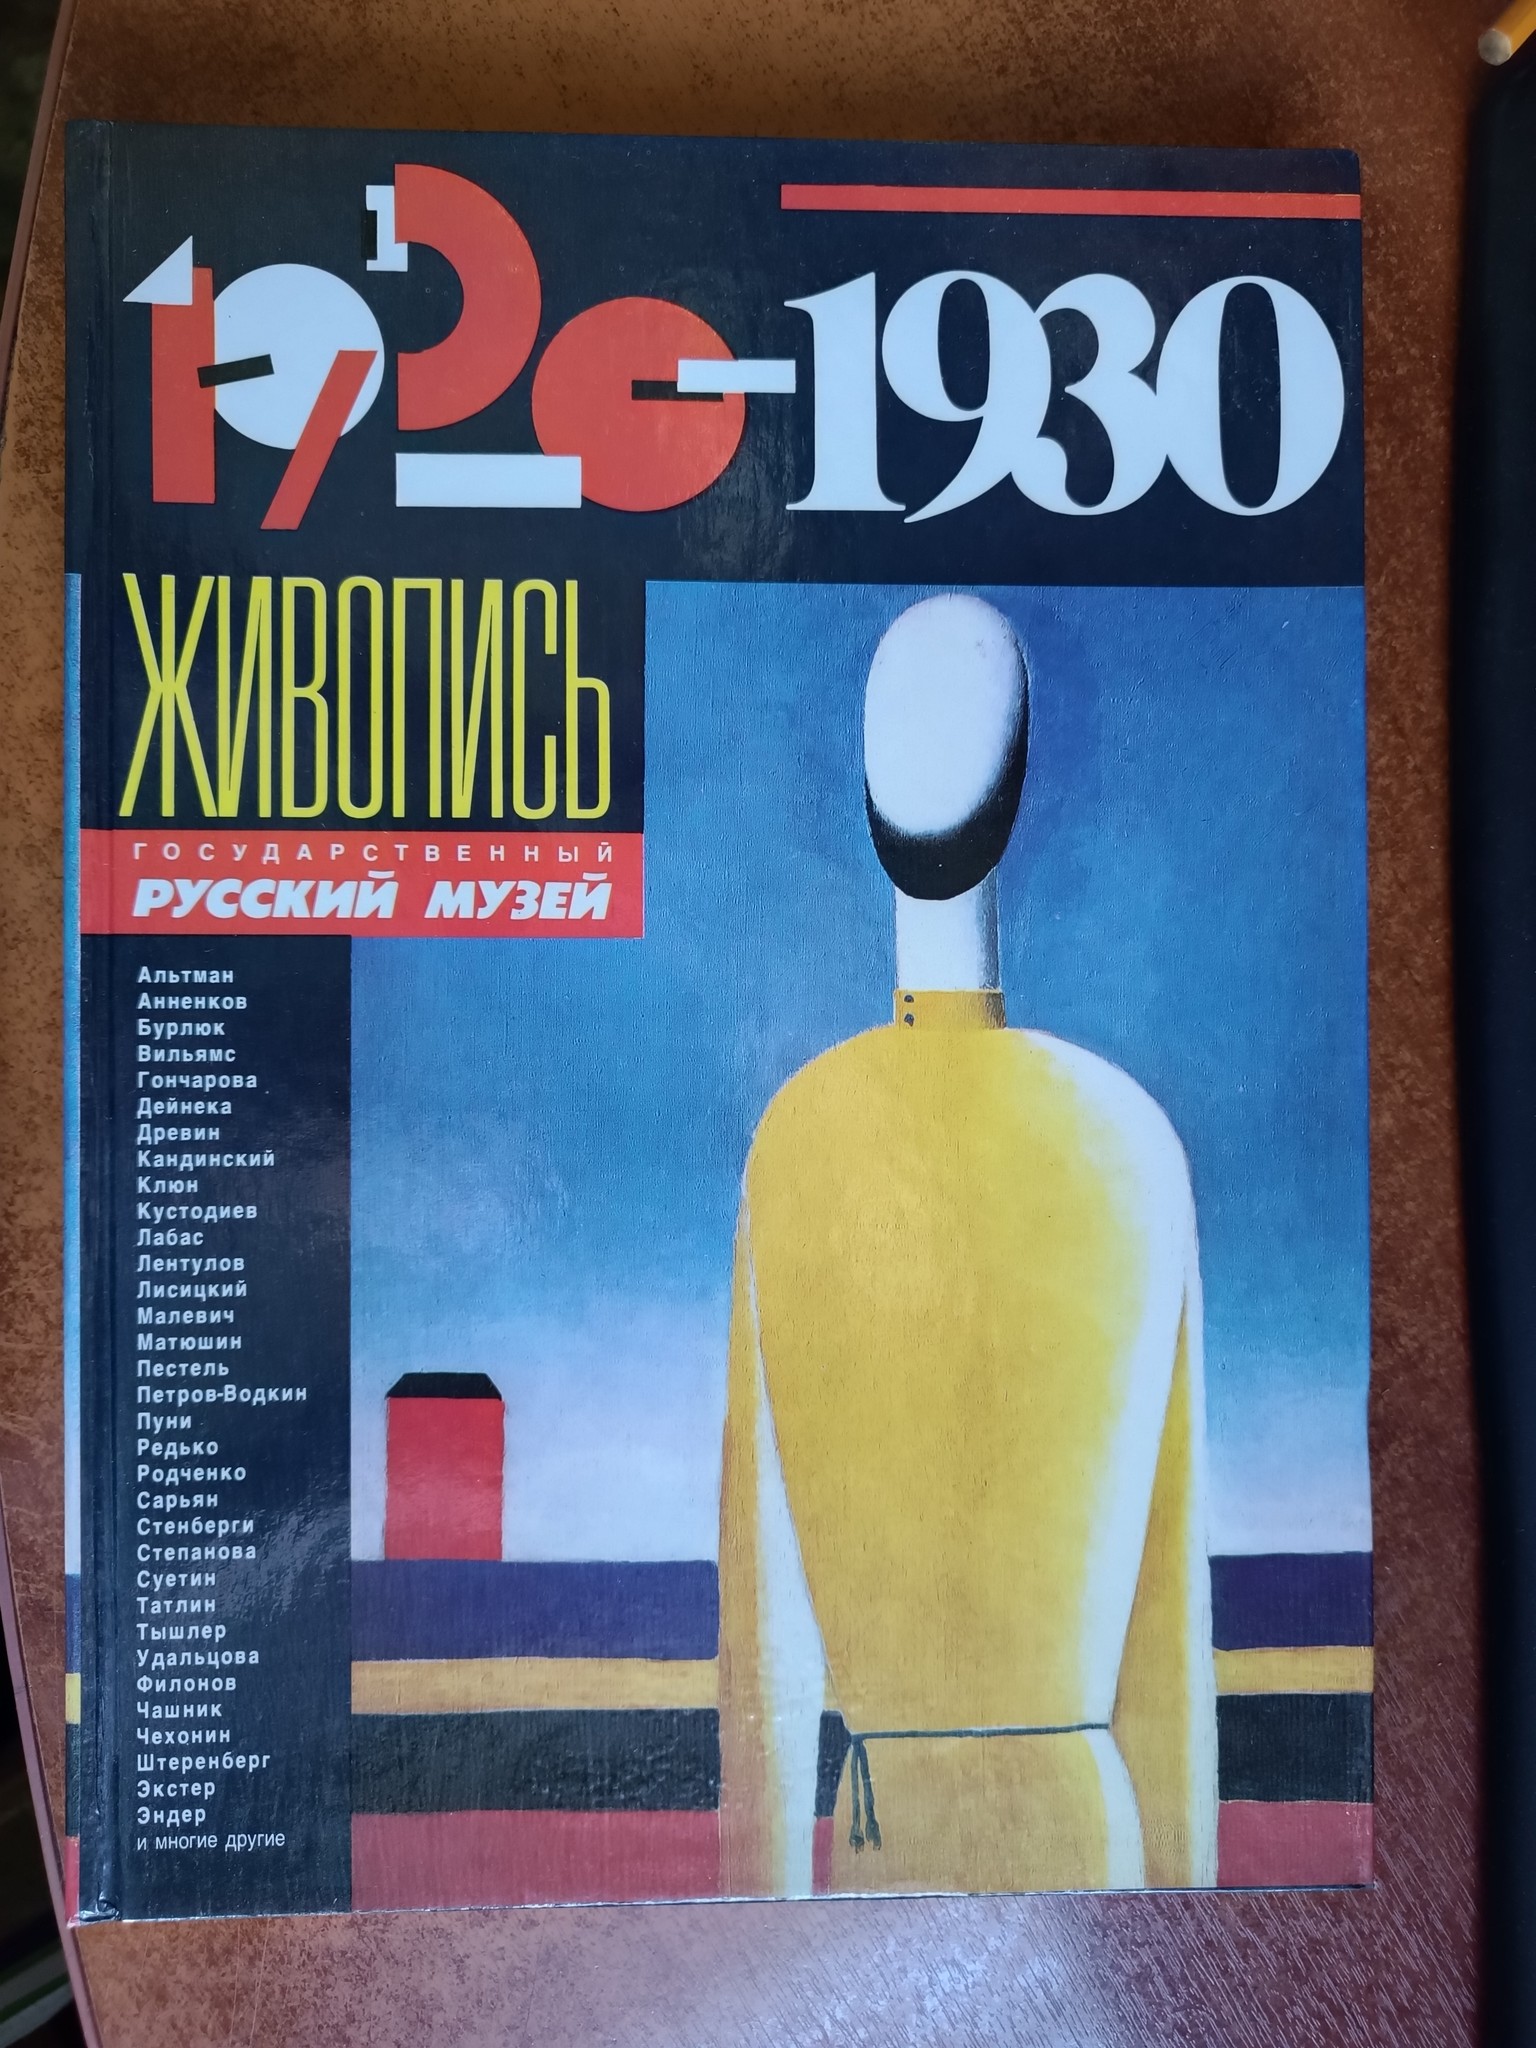 1920-1930
ЖИВОПИСЬ
ГОСУДАРСТВЕННЫЙ
РУССКИЙ МУЗЕЙ
Альтман
Анненков
Бурлюк
Вильямс
Гончарова
Дейнека
Древин
Кандинский
Клюн
Кустодиев
Лабас
Лентулов
Лисицкий
Малевич
Матюшин
Пестель
Петров-Водкин
Пуни
Редько
Родченко
Сарьян
Стенберги
Степанова
Суетин
Татлин
Тышлер
Удальцова
Филонов
Чашник
Чехонин
Штеренберг
Экстер
Эндер
и многие другие